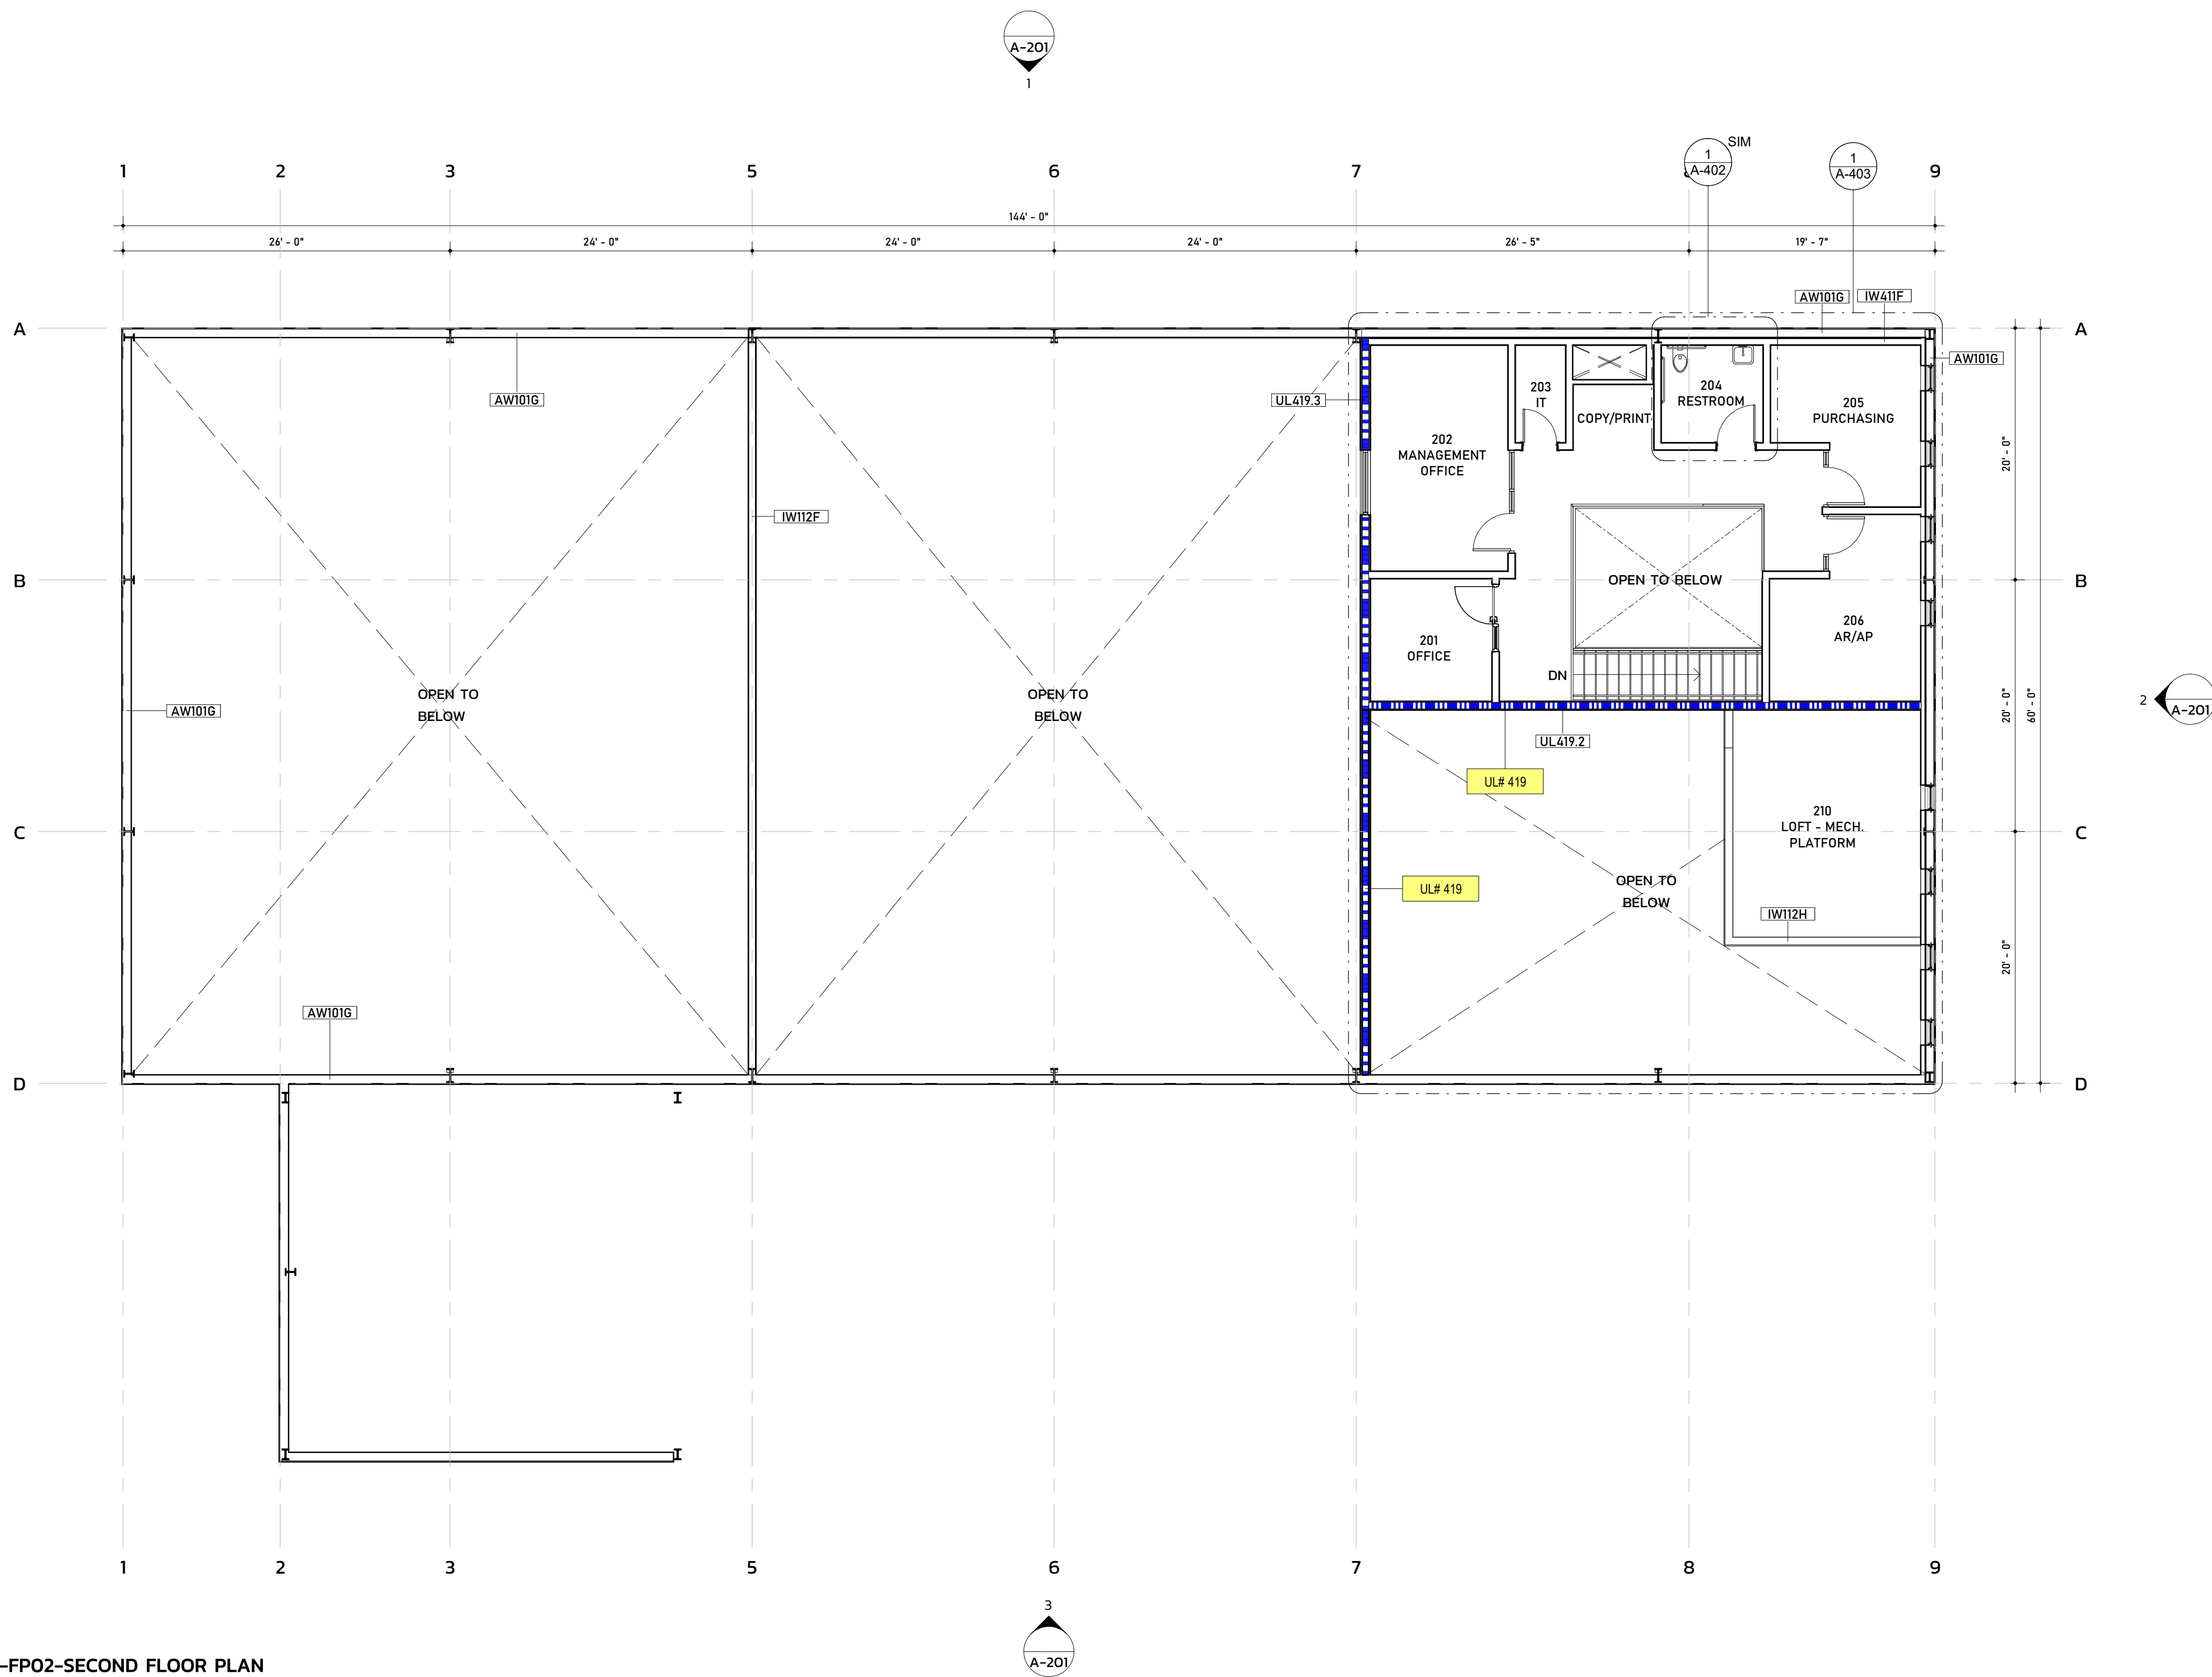 A-201
1
SIM
1
A-402
1
A-403
1
2
3
5
6
7
9
144' - 0"
26' - 0"
24' - 0"
24' - 0"
24' - 0"
26' - 5"
19' - 7"
AW101G
IW411F
A
A
AW101G
AW101G
UL419.3
203
IT
COPY/PRINT
204
RESTROOM
205
PURCHASING
202
MANAGEMENT
OFFICE
20' - 0"
IW112F
B
OPEN TO BELOW
B
201
OFFICE
206
AR/AP
DN
OPEN TO
BELOW
OPEN TO
BELOW
AW101G
20' - 0"
60' - 0"
2
A-201
UL419.2
UL# 419
210
LOFT - MECH.
PLATFORM
C
C
UL# 419
OPEN TO
BELOW
IW112H
20' - 0"
AW101G
D
D
1
2
3
5
6
7
8
9
3
A-201
-FP02-SECOND FLOOR PLAN